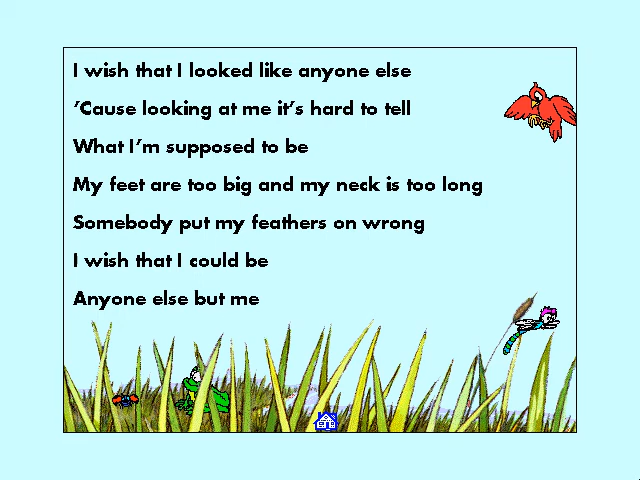 I wish that I looked like anyone else
’Cause looking at me it’s hard to tell
What I’m supposed to be
My feet are too big and my neck is too long
Somebody put my feathers on wrong
I wish that I could be
Anyone else but me